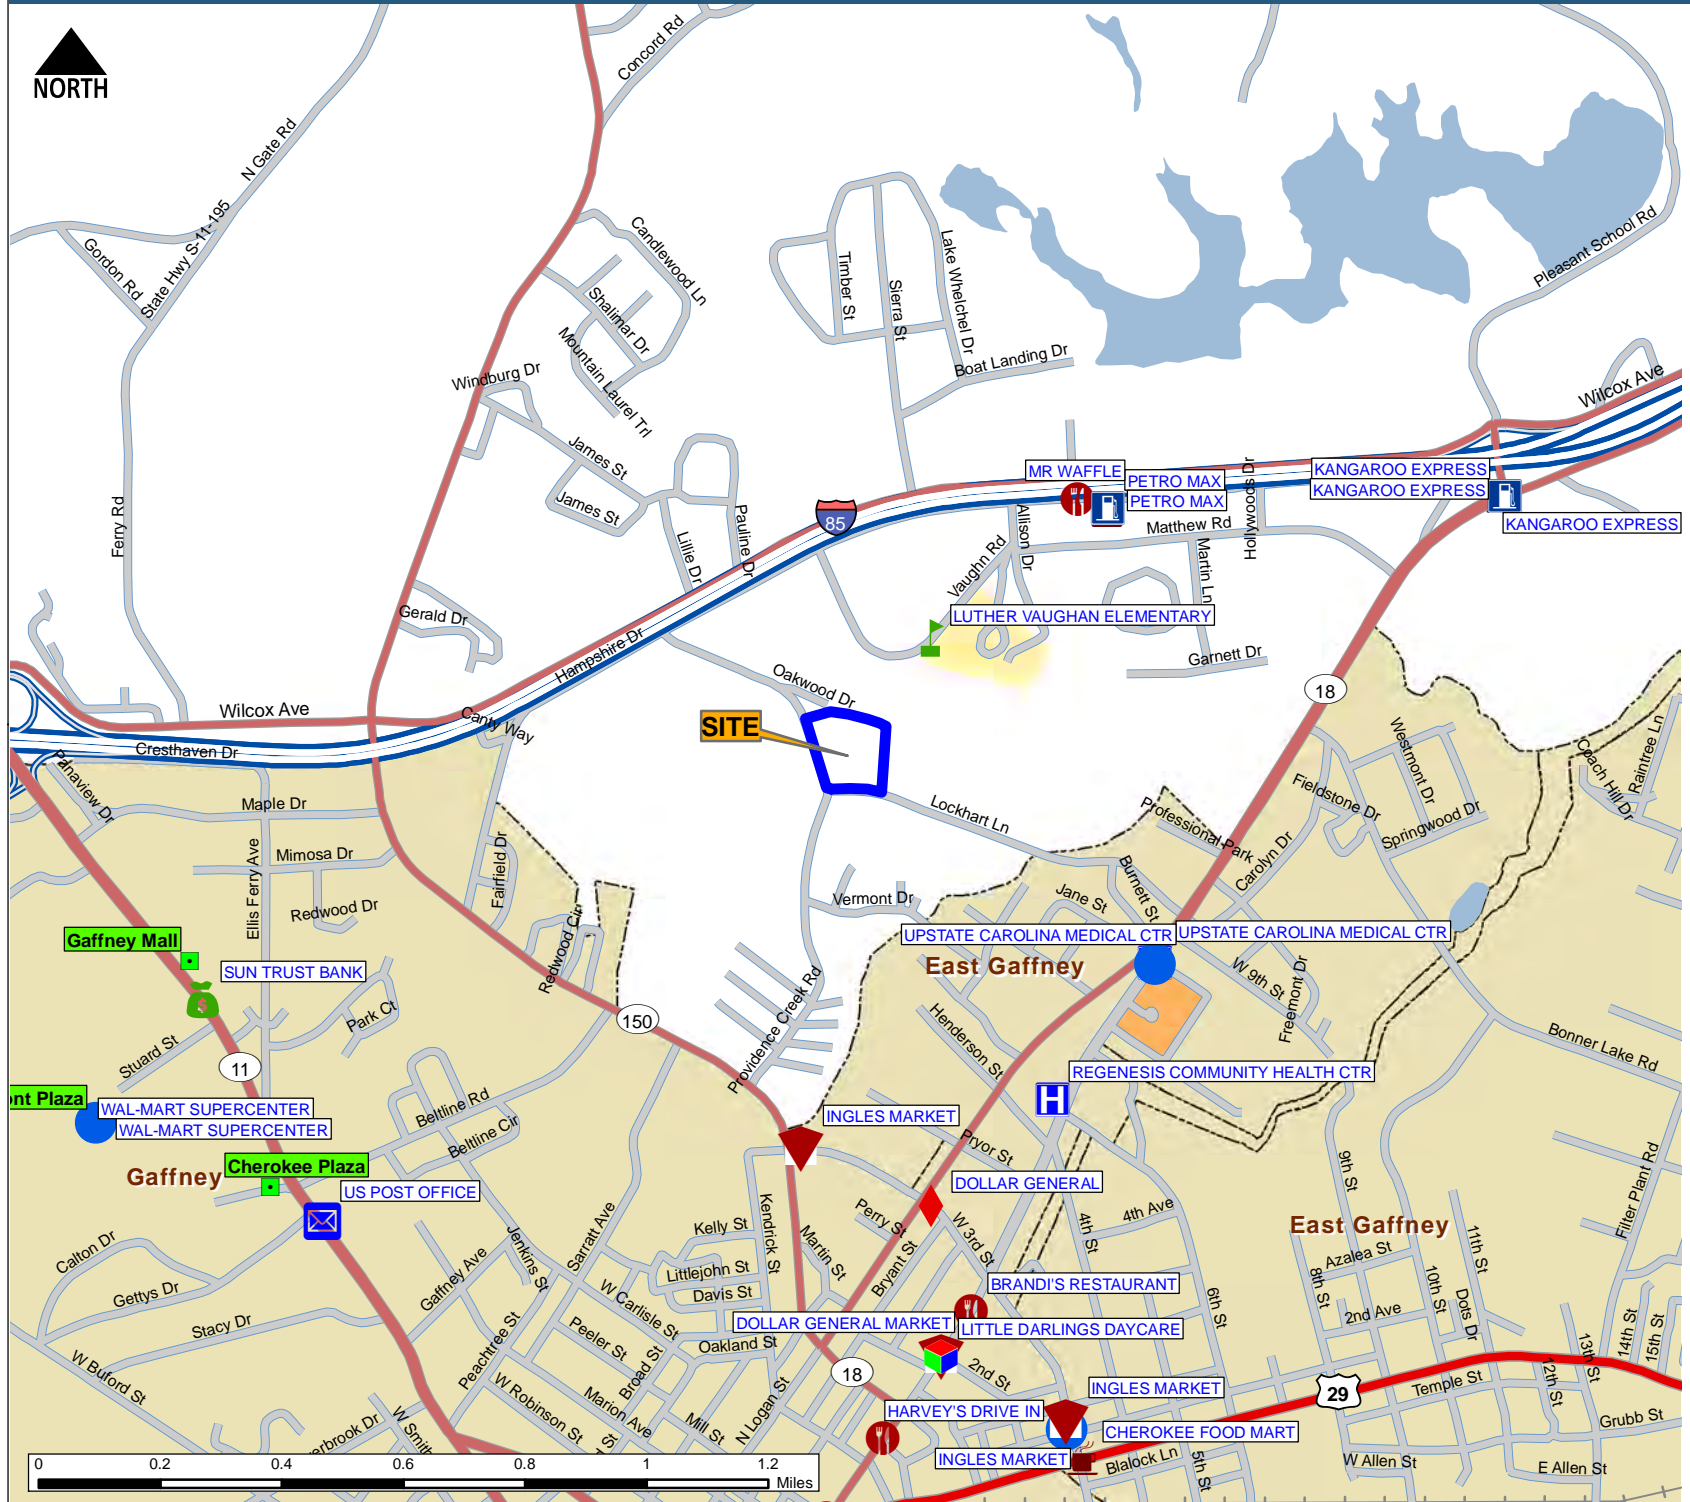 NORTH
Concord Rd
N Gate Rd
State Hwy S-11-195
Gordon Rd
Candlewood Ln
Shalimar Dr
Mountain Laurel Trl
Timber St
Sierra St
Lake Whelchel Dr
Boat Landing Dr
Pleasant School Rd
Wilcox Ave
Windburg Dr
James St
James St
Ferry Rd
Lillie Dr
Pauline Dr
85
MR WAFFLE
PETRO MAX
PETRO MAX
KANGAROO EXPRESS
KANGAROO EXPRESS
KANGAROO EXPRESS
Hollywoods Dr
Allison Dr
Matthew Rd
Martin Ln
Vaughn Rd
LUTHER VAUGHAN ELEMENTARY
Garnett Dr
Gerald Dr
Hampshire Dr
Oakwood Dr
18
Wilcox Ave
Canty Way
Cresthaven Dr
SITE
Panaview Dr
Maple Dr
Mimosa Dr
Ellis Ferry Ave
Redwood Dr
Fairfield Dr
Redwood Cir
Lockhart Ln
Professional Park
Fieldstone Dr
Westmont Dr
Springwood Dr
Coach Hill Dr
Raintree Ln
Carolyn Dr
Burnett St
Jane St
Vermont Dr
UPSTATE CAROLINA MEDICAL CTR
UPSTATE CAROLINA MEDICAL CTR
East Gaffney
W 9th St
Freemont Dr
Gaffney Mall
SUN TRUST BANK
Park Ct
Stuard St
11
150
Providence Creek Rd
Henderson St
Bonner Lake Rd
REGENESIS COMMUNITY HEALTH CTR
H
ont Plaza
WAL-MART SUPERCENTER
WAL-MART SUPERCENTER
Beltline Rd
Beltline Cir
INGLES MARKET
Pryor St
Gaffney
Cherokee Plaza
US POST OFFICE
DOLLAR GENERAL
9th St
Filter Plant Rd
Calton Dr
Gettys Dr
Stacy Dr
Gaffney Ave
Jenkins St
Sarratt Ave
Kelly St
Kendrick St
Littlejohn St
Davis St
Martin St
Perry St
Bryant St
W 3rd St
4th St
4th Ave
East Gaffney
Azalea St
11th St
8th St
10th St
2nd Ave
Dots Dr
6th St
BRANDI'S RESTAURANT
DOLLAR GENERAL MARKET
LITTLE DARLINGS DAYCARE
W Carlisle St
Peeler St
Oakland St
Broad St
Peachtree St
W Buford St
W Robinson St
Marion Ave
Mill St
N Logan St
18
2nd St
INGLES MARKET
HARVEY'S DRIVE IN
CHEROKEE FOOD MART
INGLES MARKET
Blalock Ln
5th St
29
Temple St
12th St
13th St
14th St
15th St
Grubb St
W Allen St
E Allen St
erbrook Dr
W Smith
St
0 0.2 0.4 0.6 0.8 1 1.2
Miles